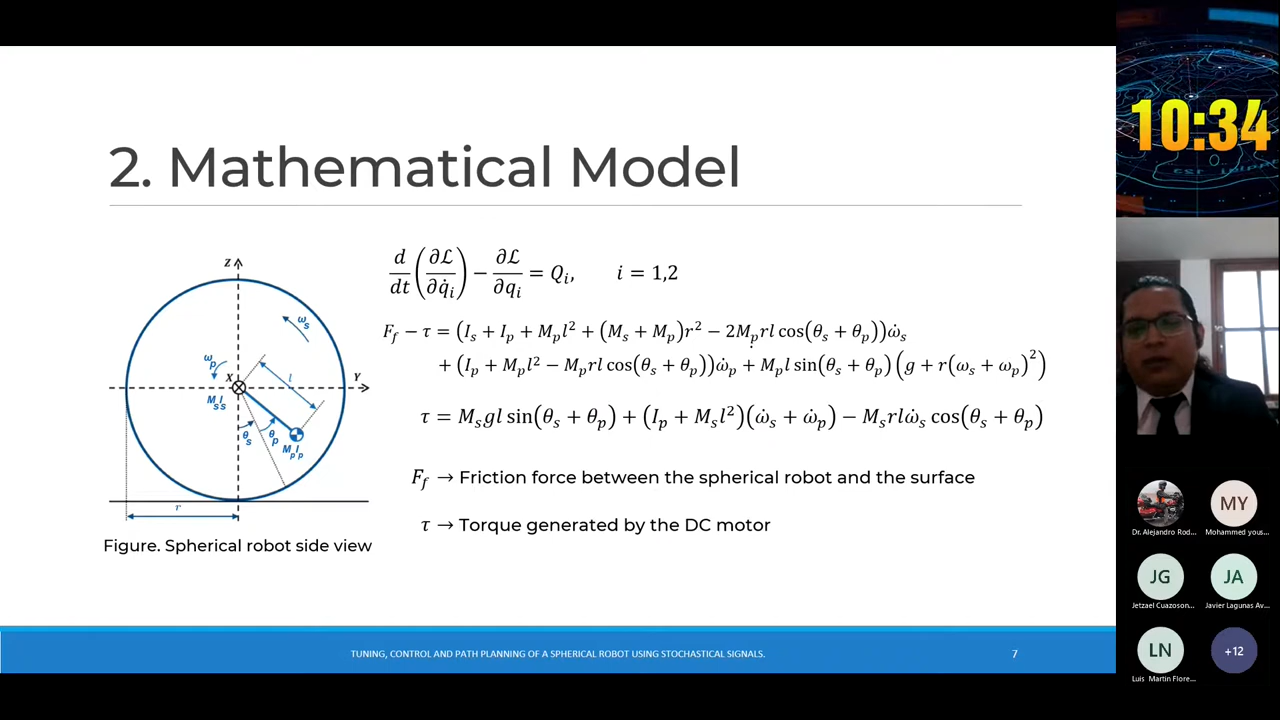 2. Mathematical Model
d/dt(∂ℒ/∂q̇ᵢ) − ∂ℒ/∂qᵢ = Qᵢ, i = 1,2
F_f − τ = (I_s + I_p + M_p l² + (M_s + M_p)r² − 2M_p rl cos(θ_s + θ_p))ω̇_s
+ (I_p + M_p l² − M_p rl cos(θ_s + θ_p))ω̇_p + M_p l sin(θ_s + θ_p)(g + r(ω_s + ω_p)²)
τ = M_s gl sin(θ_s + θ_p) + (I_p + M_s l²)(ω̇_s + ω̇_p) − M_s rlω̇_s cos(θ_s + θ_p)
F_f → Friction force between the spherical robot and the surface
τ → Torque generated by the DC motor
Z
ω_s
ω_p
l
X
Y
M_s I_s
θ_s
θ_p
M_p I_p
r
Figure. Spherical robot side view
TUNING, CONTROL AND PATH PLANNING OF A SPHERICAL ROBOT USING STOCHASTICAL SIGNALS.
7
10:34
Dr. Alejandro Rod...
MY
Mohammed yous...
JG
Jetzael Cuazoson...
JA
Javier Lagunas Av...
LN
Luis Martin Flore...
+12